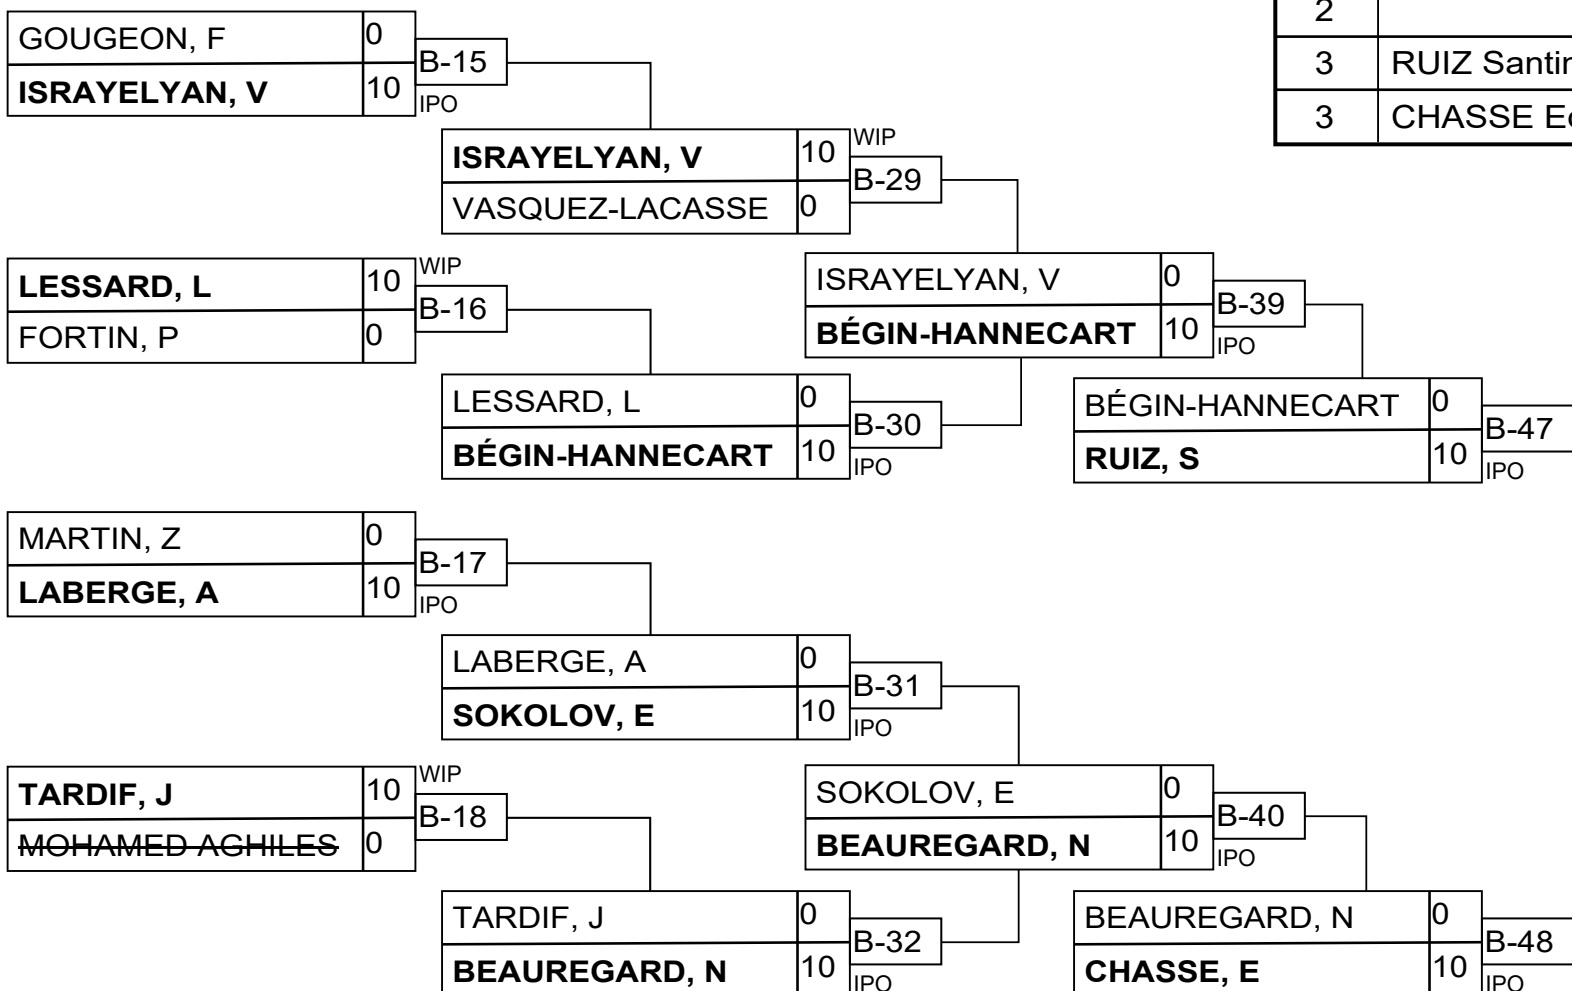 2
3 RUIZ
3 CHASSE
GOUGEON, F 0
B-15
ISRAYELYAN, V 10
IPO
ISRAYELYAN, V 10 WIP
B-29
VASQUEZ-LACASSE 0
LESSARD, L 10 WIP
B-16
FORTIN, P 0
ISRAYELYAN, V 0
B-39
BÉGIN-HANNECART 10
IPO
LESSARD, L 0
B-30
BÉGIN-HANNECART 10
IPO
BÉGIN-HANNECART 0
B-47
RUIZ, S 10
IPO
MARTIN, Z 0
B-17
LABERGE, A 10
IPO
LABERGE, A 0
B-31
SOKOLOV, E 10
IPO
TARDIF, J 10 WIP
B-18
MOHAMED AGHILES 0
SOKOLOV, E 0
B-40
BEAUREGARD, N 10
IPO
TARDIF, J 0
B-32
BEAUREGARD, N 10
IPO
BEAUREGARD, N 0
B-48
CHASSE, E 10
IPO